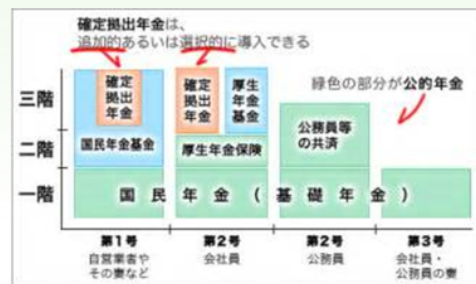 確定拠出年金は、
追加的あるいは選択的に導入できる
緑色の部分が公的年金
三階
二階
一階
確定
拠出
年金
国民年金基金
確定
拠出
年金
厚生
年金
基金
厚生年金保険
公務員等
の共済
国民年金(基礎年金)
第1号
自営業者や
その妻など
第2号
会社員
第2号
公務員
第3号
会社員・
公務員の妻